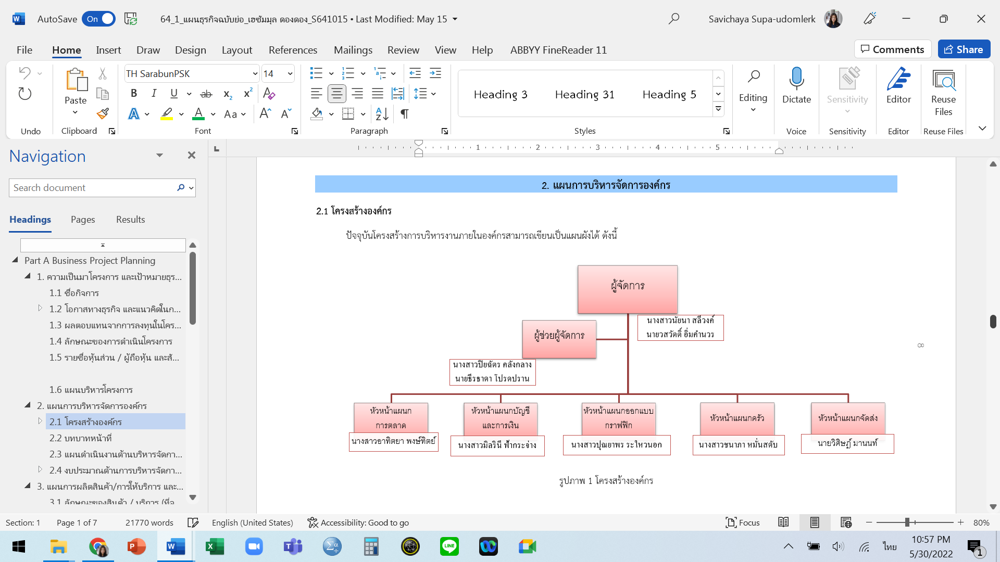 AutoSave On 64_1_แผนธุรกิจฉบับย่อ_เฮซัมมุล ดองดอง_S641015 • Last Modified: May 15 Savichaya Supa-udomlerk
File Home Insert Draw Design Layout References Mailings Review View Help ABBYY FineReader 11 Comments Share
TH SarabunPSK 14
Paste
Heading 3 Heading 31 Heading 5
Editing Dictate Sensitivity Editor Reuse Files
Undo Clipboard Font Paragraph Styles Voice Sensitivity Editor Reuse Files
Navigation
1 2 3 4 5
Search document
Headings Pages Results
Part A Business Project Planning
1. ความเป็นมาโครงการ และเป้าหมายธุร...
1.1 ชื่อกิจการ
1.2 โอกาสทางธุรกิจ และแนวคิดในก...
1.3 ผลตอบแทนจากการลงทุนในโคร...
1.4 ลักษณะของการดำเนินโครงการ
1.5 รายชื่อหุ้นส่วน / ผู้ถือหุ้น และสั...
1.6 แผนบริหารโครงการ
2. แผนการบริหารจัดการองค์กร
2.1 โครงสร้างองค์กร
2.2 บทบาทหน้าที่
2.3 แผนดำเนินงานด้านบริหารจัดกา...
2.4 งบประมาณด้านการบริหารจัดกา...
3. แผนการผลิตสินค้า/การให้บริการ และ...
3.1 ลักษณะของสินค้า / บริการ (ที่จ
2. แผนการบริหารจัดการองค์กร
2.1 โครงสร้างองค์กร
ปัจจุบันโครงสร้างการบริหารงานภายในองค์กรสามารถเขียนเป็นแผนผังได้ ดังนี้
ผู้จัดการ
นางสาวนัยนา สลีวงค์
นายวสวัตติ์ อิ่มคำนวร
ผู้ช่วยผู้จัดการ
นางสาวปิยฉัตร คลังกลาง
นายธีรธาดา โปรดปราน
หัวหน้าแผนก
การตลาด
นางสาวอาทิตยา พงษ์ทิตย์
หัวหน้าแผนกบัญชี
และการเงิน
นางสาวมิลรินี ฟ้ากระจ่าง
หัวหน้าแผนกออกแบบ
กราฟฟิก
นางสาวปุณยาพร ระไหวนอก
หัวหน้าแผนกครัว
นางสาวชนาภา หมั่นสดับ
หัวหน้าแผนกจัดส่ง
นายวิศิษฎ์ มานนท์
รูปภาพ 1 โครงสร้างองค์กร
8
Section: 1 Page 1 of 7 21770 words English (United States) Accessibility: Good to go Focus 80%
ไทย 10:57 PM
5/30/2022 1